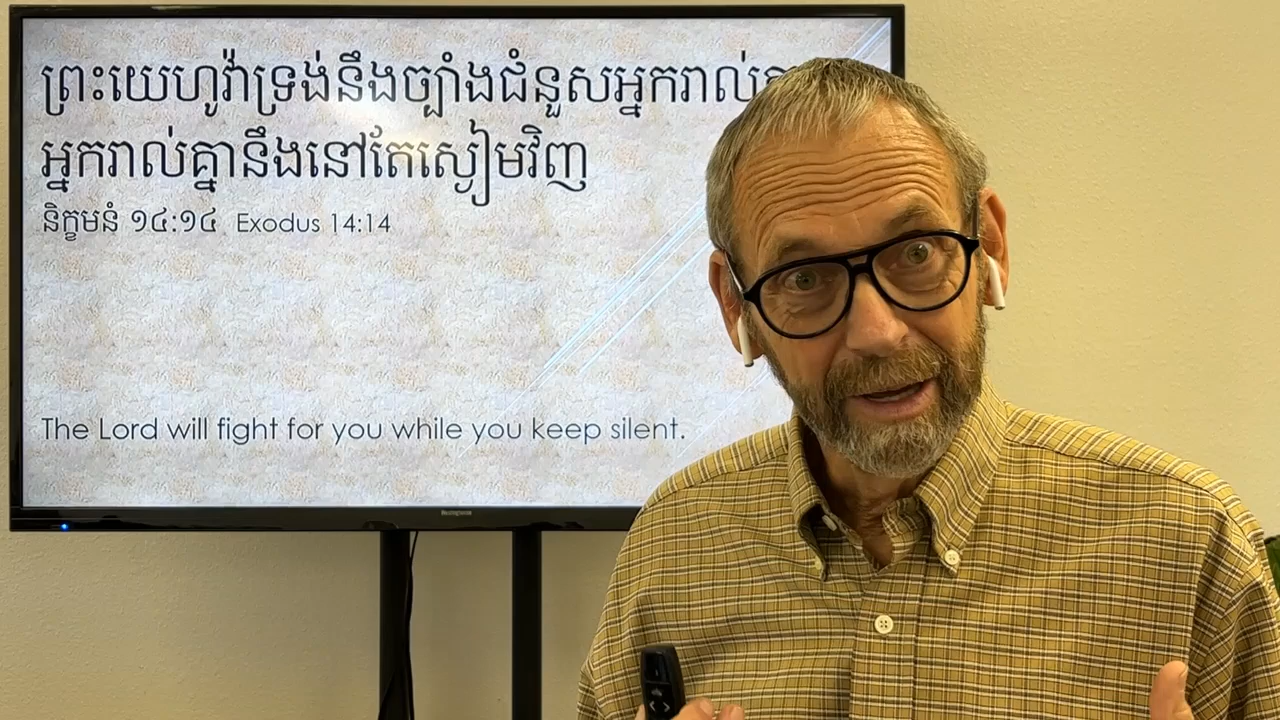 ព្រះយេហូវ៉ាទ្រង់នឹងច្បាំងជំនួសអ្នករាល់
អ្នករាល់គ្នានឹងនៅតែស្ងៀមវិញ
និក្ខមនំ ១៤:១៤ Exodus 14:14
The Lord will fight for you while you keep silent.
Westinghouse